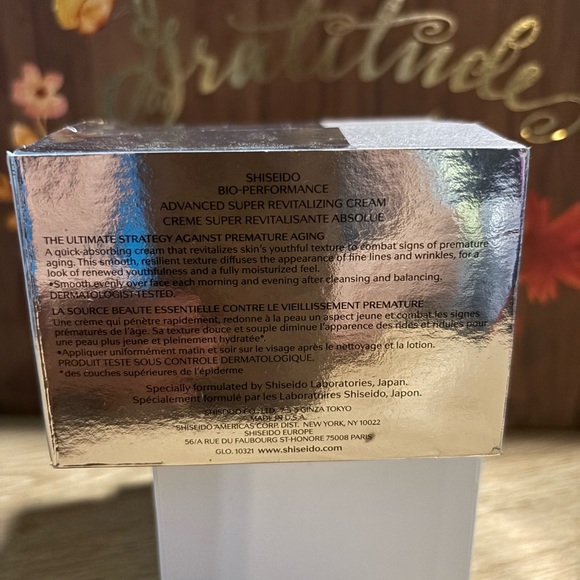 Gratitude
SHISEIDO
BIO-PERFORMANCE
ADVANCED SUPER REVITALIZING CREAM
CREME SUPER REVITALISANTE ABSOLUE
THE ULTIMATE STRATEGY AGAINST PREMATURE AGING
A quick-absorbing cream that revitalizes skin's youthful texture to combat signs of premature
aging. This smooth, resilient texture diffuses the appearance of fine lines and wrinkles, for a
look of renewed youthfulness and a fully moisturized feel.
•Smooth evenly over face each morning and evening after cleansing and balancing.
DERMATOLOGIST-TESTED.
LA SOURCE BEAUTE ESSENTIELLE CONTRE LE VIEILLISSEMENT PREMATURE
Une crème qui pénètre rapidement, redonne à la peau un aspect jeune et combat les signes
prématurés de l'âge. Sa texture douce et souple diminue l'apparence des rides et ridules pour
une peau plus jeune et pleinement hydratée*.
•Appliquer uniformément matin et soir sur le visage après le nettoyage et la lotion.
PRODUIT TESTE SOUS CONTROLE DERMATOLOGIQUE.
*des couches supérieures de l'épiderme
Specially formulated by Shiseido Laboratories, Japan.
Spécialement formulé par les Laboratoires Shiseido, Japon.
SHISEIDO CO., LTD. 7-5-5 GINZA TOKYO
MADE IN U.S.A.
SHISEIDO AMERICAS CORP. DIST. NEW YORK, NY 10022
SHISEIDO EUROPE
56/A RUE DU FAUBOURG ST-HONORE 75008 PARIS
GLO. 10321 www.shiseido.com